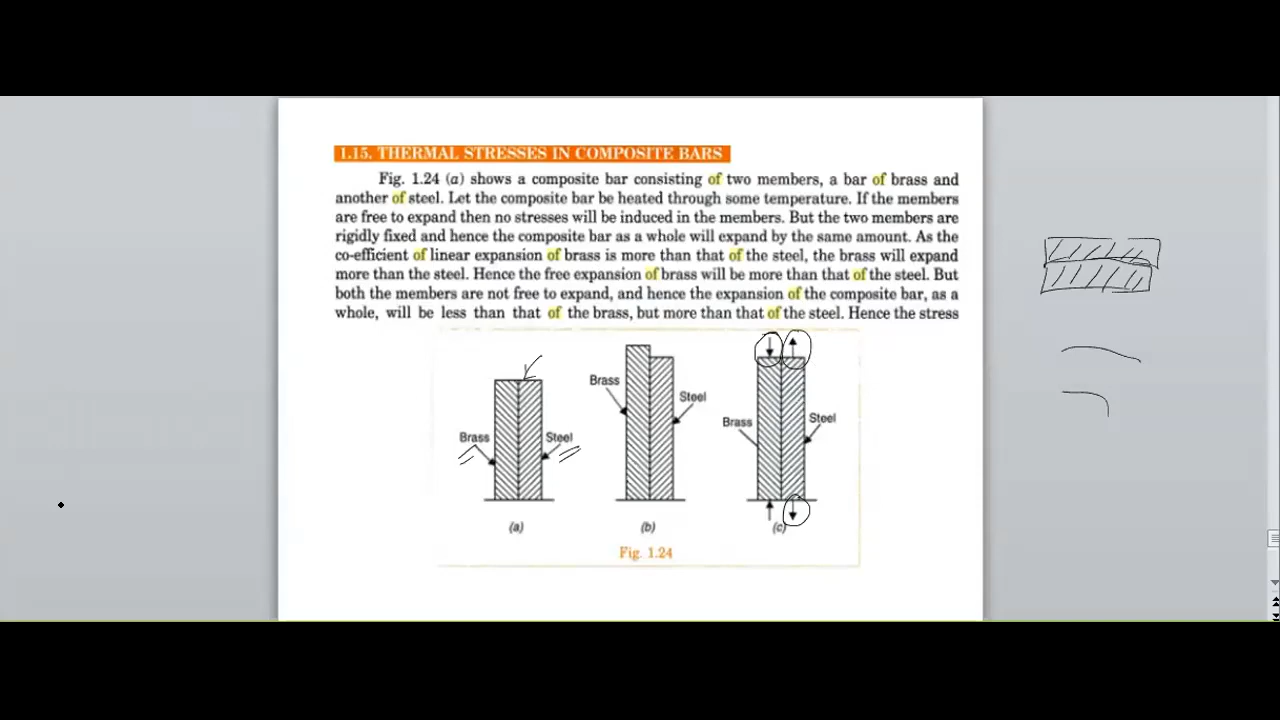 1.15. THERMAL STRESSES IN COMPOSITE BARS
Fig. 1.24 (a) shows a composite bar consisting of two members, a bar of brass and
another of steel. Let the composite bar be heated through some temperature. If the members
are free to expand then no stresses will be induced in the members. But the two members are
rigidly fixed and hence the composite bar as a whole will expand by the same amount. As the
co-efficient of linear expansion of brass is more than that of the steel, the brass will expand
more than the steel. Hence the free expansion of brass will be more than that of the steel. But
both the members are not free to expand, and hence the expansion of the composite bar, as a
whole, will be less than that of the brass, but more than that of the steel. Hence the stress
Brass
Steel
(a)
Brass
Steel
(b)
Brass
Steel
(c)
Fig. 1.24